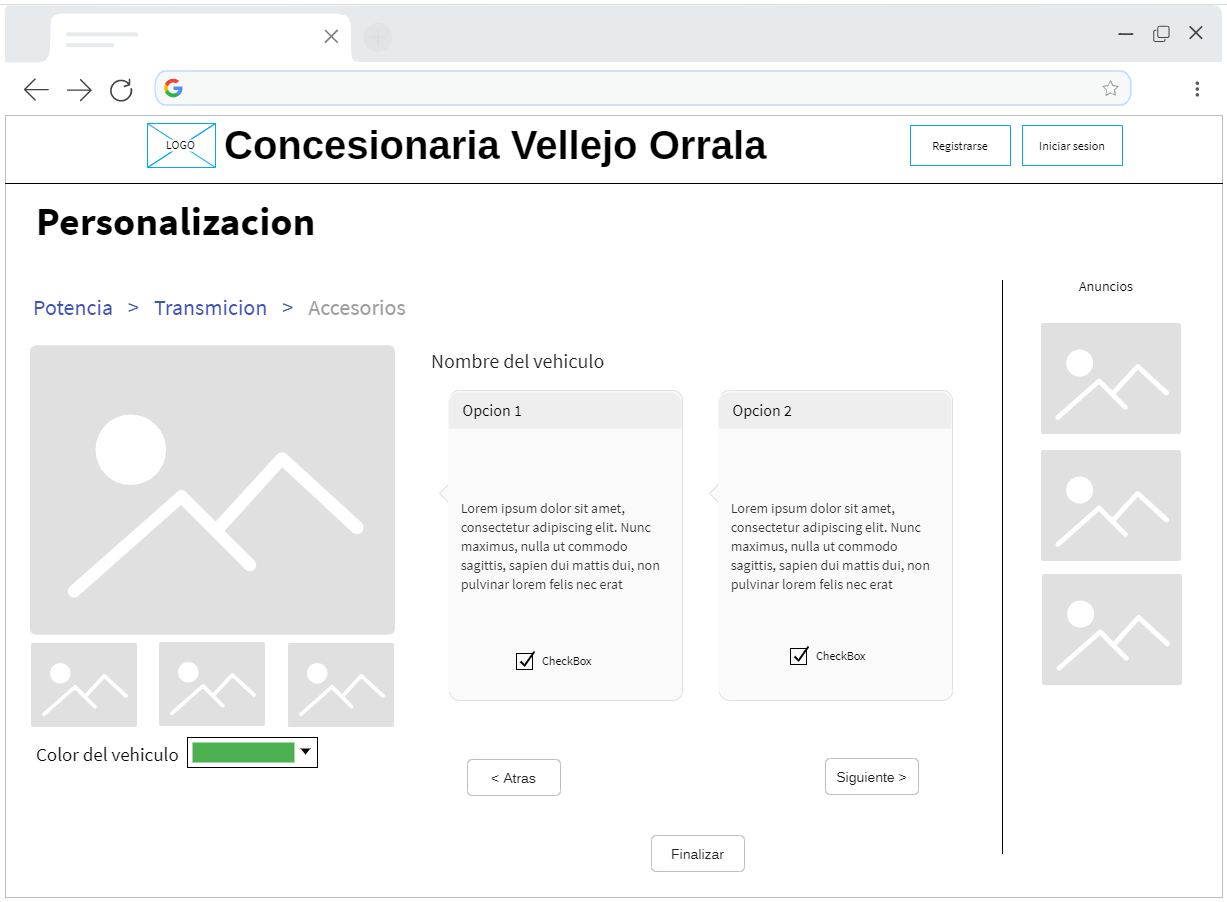 LOGO
Concesionaria Vellejo Orrala
Registrarse
Iniciar sesion
Personalizacion
Potencia > Transmicion > Accesorios
Nombre del vehiculo
Opcion 1
Lorem ipsum dolor sit amet,
consectetur adipiscing elit. Nunc
maximus, nulla ut commodo
sagittis, sapien dui mattis dui, non
pulvinar lorem felis nec erat
CheckBox
Opcion 2
Lorem ipsum dolor sit amet,
consectetur adipiscing elit. Nunc
maximus, nulla ut commodo
sagittis, sapien dui mattis dui, non
pulvinar lorem felis nec erat
CheckBox
Color del vehiculo
< Atras
Siguiente >
Finalizar
Anuncios